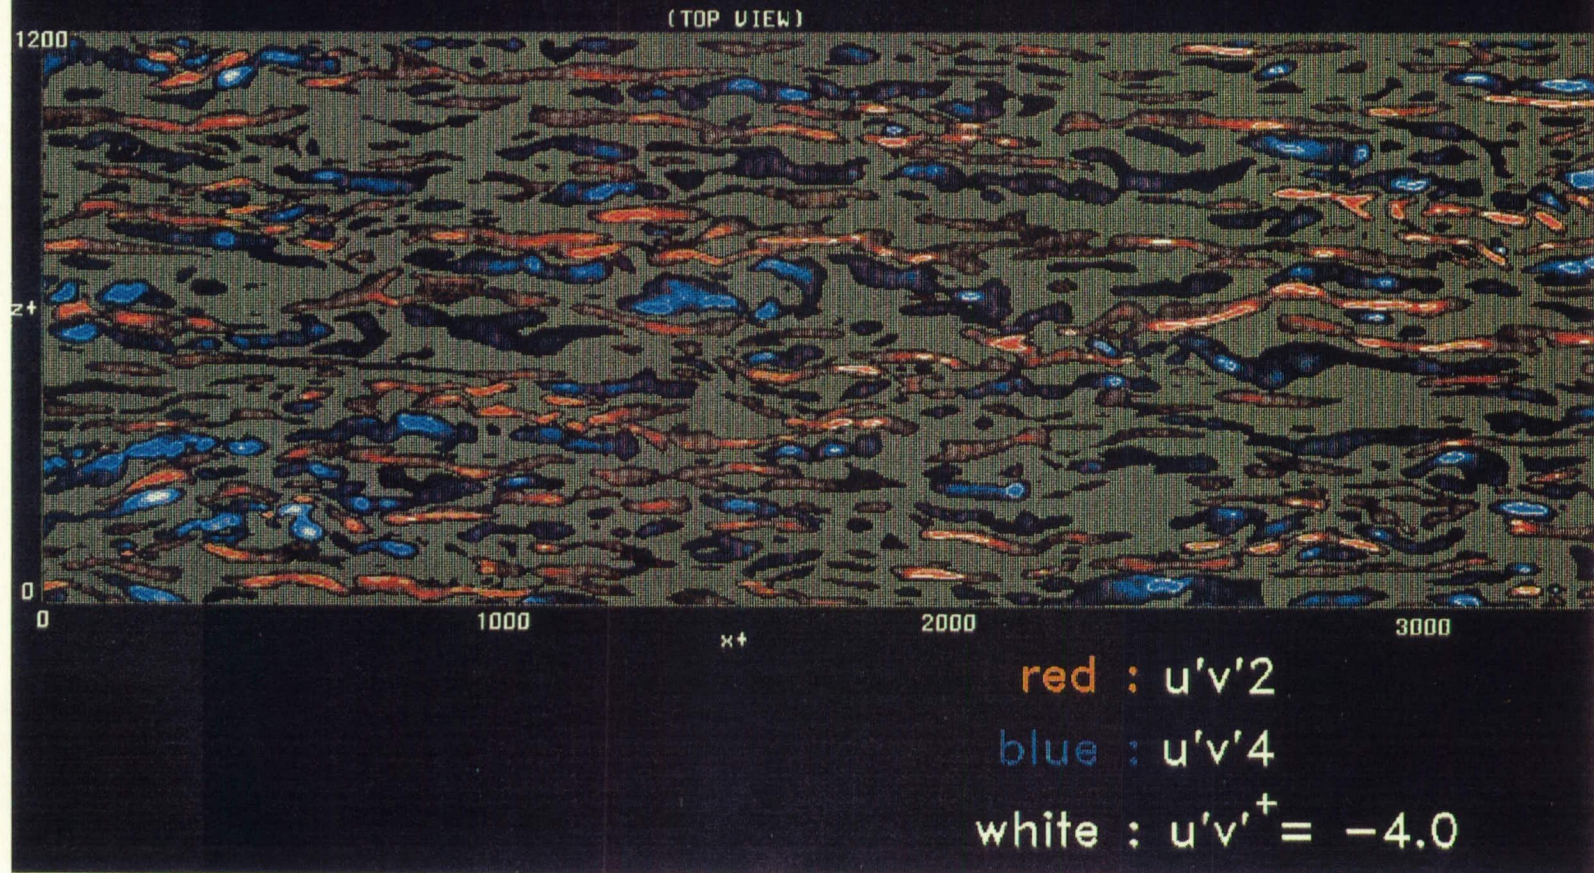 (TOP VIEW)
1200
z+
0
0 1000 2000 3000
x+
red : u'v'2
blue : u'v'4
white : u'v'+= -4.0